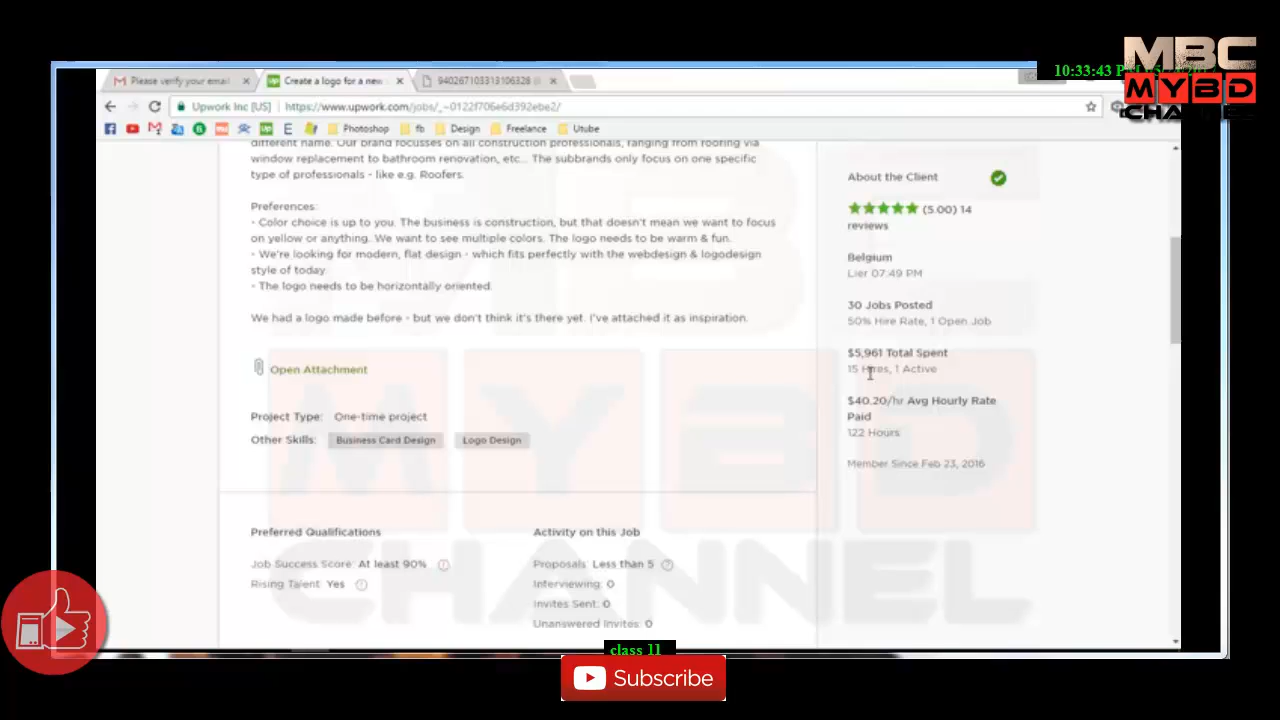 MBC
MYBD
CHANNEL
10:33:43 P
Please verify your email
Create a logo for a new
940267103313106328
Upwork Inc [US]
https://www.upwork.com/jobs/_~0122f706e6d392ebe2/
Photoshop
fb
Design
Freelance
Utube
different name. Our brand focusses on all construction professionals, ranging from roofing via
window replacement to bathroom renovation, etc... The subbrands only focus on one specific
type of professionals - like e.g. Roofers.
Preferences:
- Color choice is up to you. The business is construction, but that doesn't mean we want to focus
on yellow or anything. We want to see multiple colors. The logo needs to be warm & fun.
- We're looking for modern, flat design - which fits perfectly with the webdesign & logodesign
style of today
- The logo needs to be horizontally oriented.
We had a logo made before - but we don't think it's there yet. I've attached it as inspiration.
Open Attachment
Project Type: One-time project
Other Skills: Business Card Design Logo Design
Preferred Qualifications
Job Success Score: At least 90%
Rising Talent: Yes
Activity on this Job
Proposals: Less than 5
Interviewing: 0
Invites Sent: 0
Unanswered Invites: 0
About the Client
(5.00) 14
reviews
Belgium
Lier 07:49 PM
30 Jobs Posted
50% Hire Rate, 1 Open Job
$5,961 Total Spent
15 Hires, 1 Active
$40.20/hr Avg Hourly Rate
Paid
122 Hours
Member Since Feb 23, 2016
MYBD
CHANNEL
class 11
Subscribe